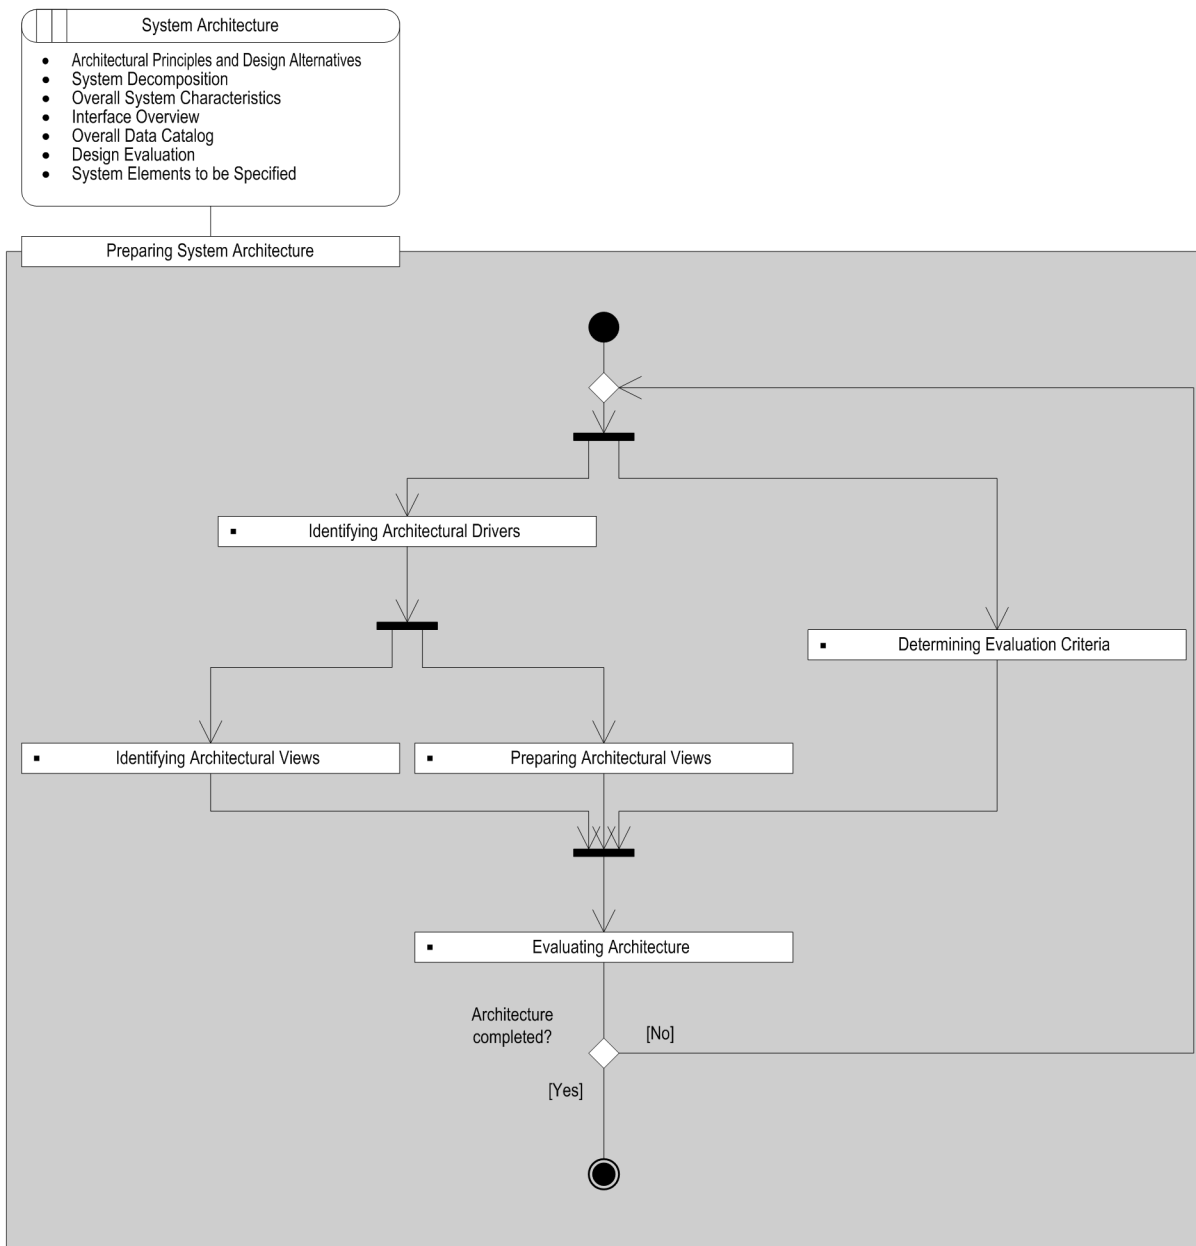 System Architecture
Architectural Principles and Design Alternatives
System Decomposition
Overall System Characteristics
Interface Overview
Overall Data Catalog
Design Evaluation
System Elements to be Specified
Preparing System Architecture
Identifying Architectural Drivers
Determining Evaluation Criteria
Identifying Architectural Views
Preparing Architectural Views
Evaluating Architecture
Architecture
completed?
[No]
[Yes]